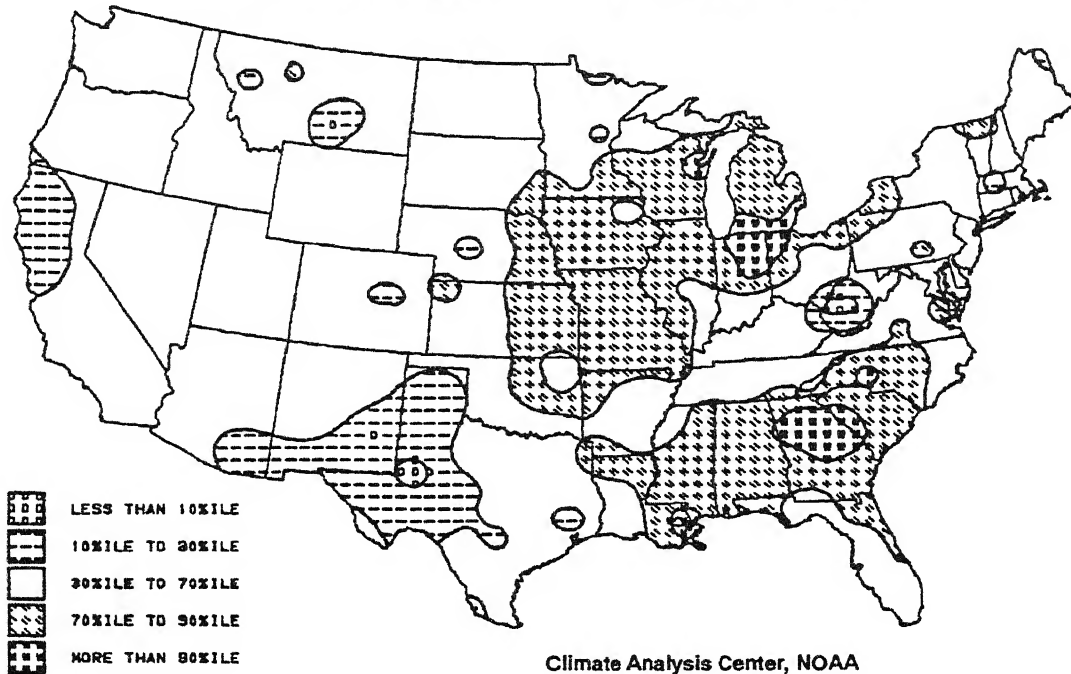 LESS THAN 10%ILE
10%ILE TO 30%ILE
30%ILE TO 70%ILE
70%ILE TO 90%ILE
MORE THAN 90%ILE
Climate Analysis Center, NOAA